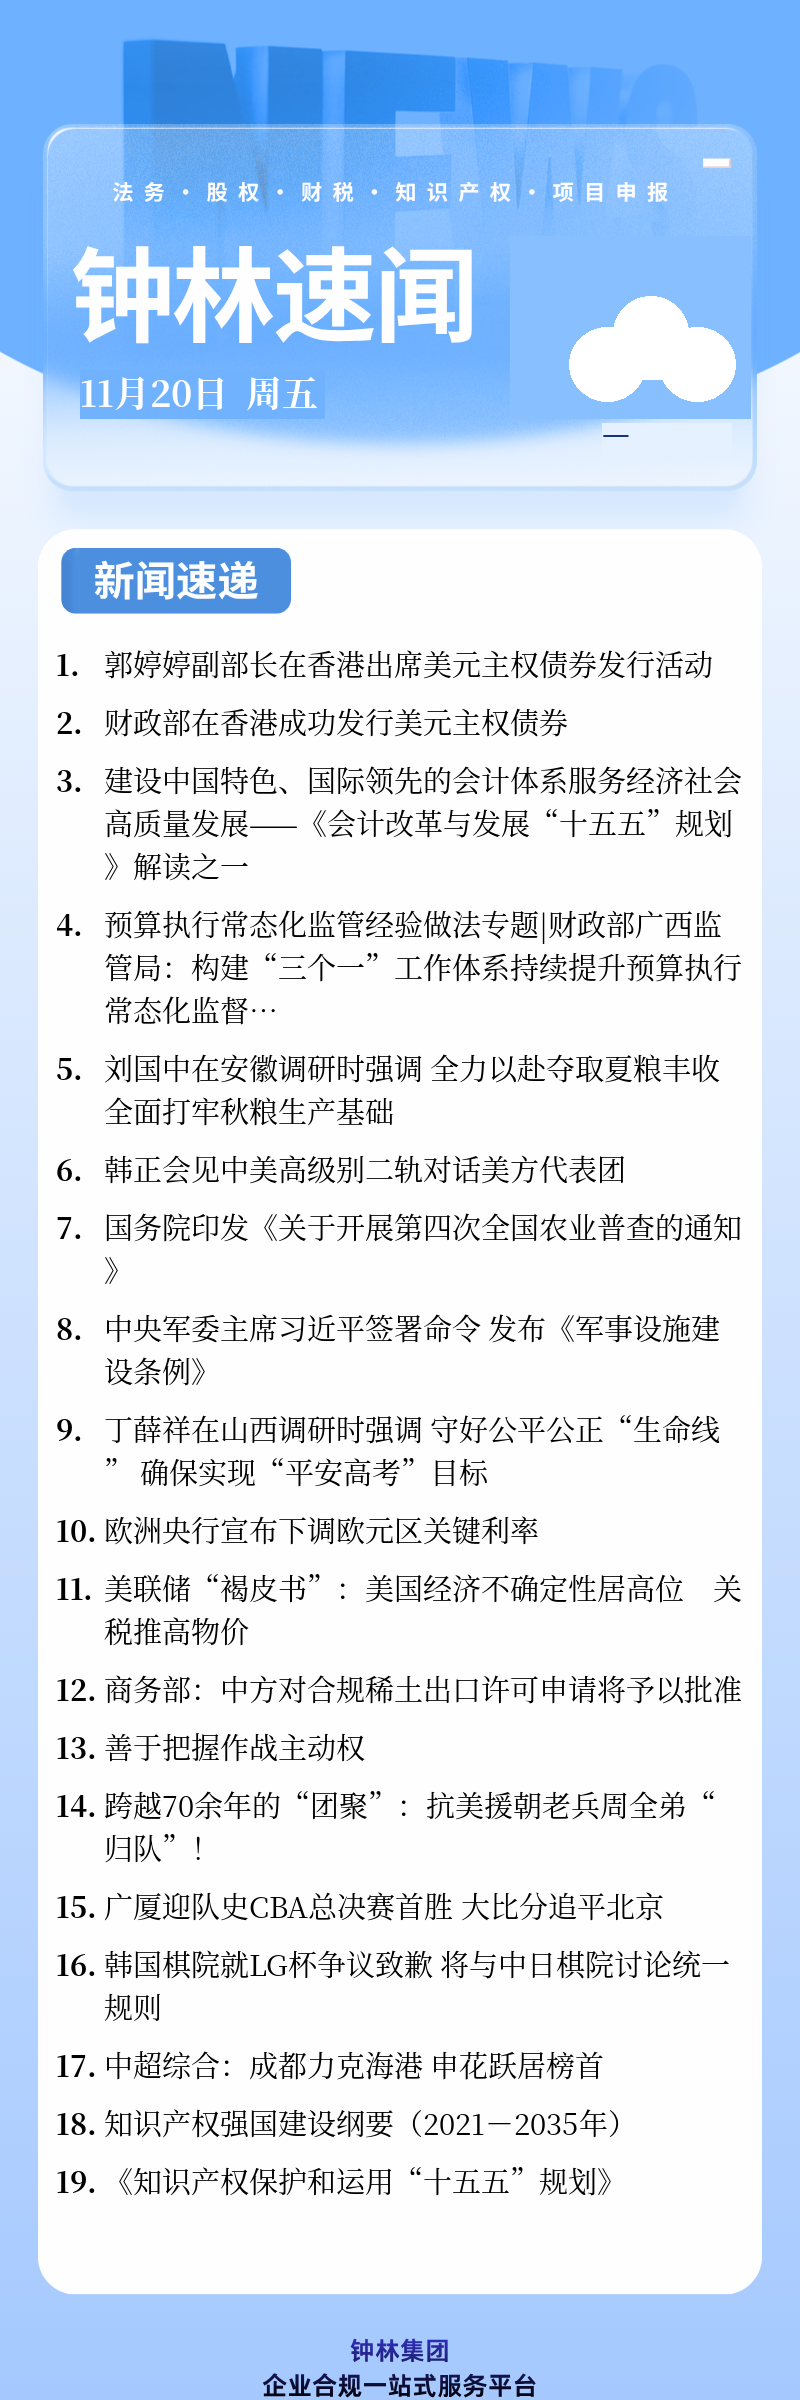 NEWS
法务·股权·财税·知识产权·项目申报
钟林速闻
11月20日 周五
新闻速递
1. 郭婷婷副部长在香港出席美元主权债券发行活动
2. 财政部在香港成功发行美元主权债券
3. 建设中国特色、国际领先的会计体系服务经济社会
高质量发展——《会计改革与发展“十五五”规划
》解读之一
4. 预算执行常态化监管经验做法专题|财政部广西监
管局：构建“三个一”工作体系持续提升预算执行
常态化监督…
5. 刘国中在安徽调研时强调 全力以赴夺取夏粮丰收
全面打牢秋粮生产基础
6. 韩正会见中美高级别二轨对话美方代表团
7. 国务院印发《关于开展第四次全国农业普查的通知
》
8. 中央军委主席习近平签署命令 发布《军事设施建
设条例》
9. 丁薛祥在山西调研时强调 守好公平公正“生命线
” 确保实现“平安高考”目标
10. 欧洲央行宣布下调欧元区关键利率
11. 美联储“褐皮书”：美国经济不确定性居高位　关
税推高物价
12. 商务部：中方对合规稀土出口许可申请将予以批准
13. 善于把握作战主动权
14. 跨越70余年的“团聚”：抗美援朝老兵周全弟“
归队”！
15. 广厦迎队史CBA总决赛首胜 大比分追平北京
16. 韩国棋院就LG杯争议致歉 将与中日棋院讨论统一
规则
17. 中超综合：成都力克海港 申花跃居榜首
18. 知识产权强国建设纲要（2021－2035年）
19. 《知识产权保护和运用“十五五”规划》
钟林集团
企业合规一站式服务平台